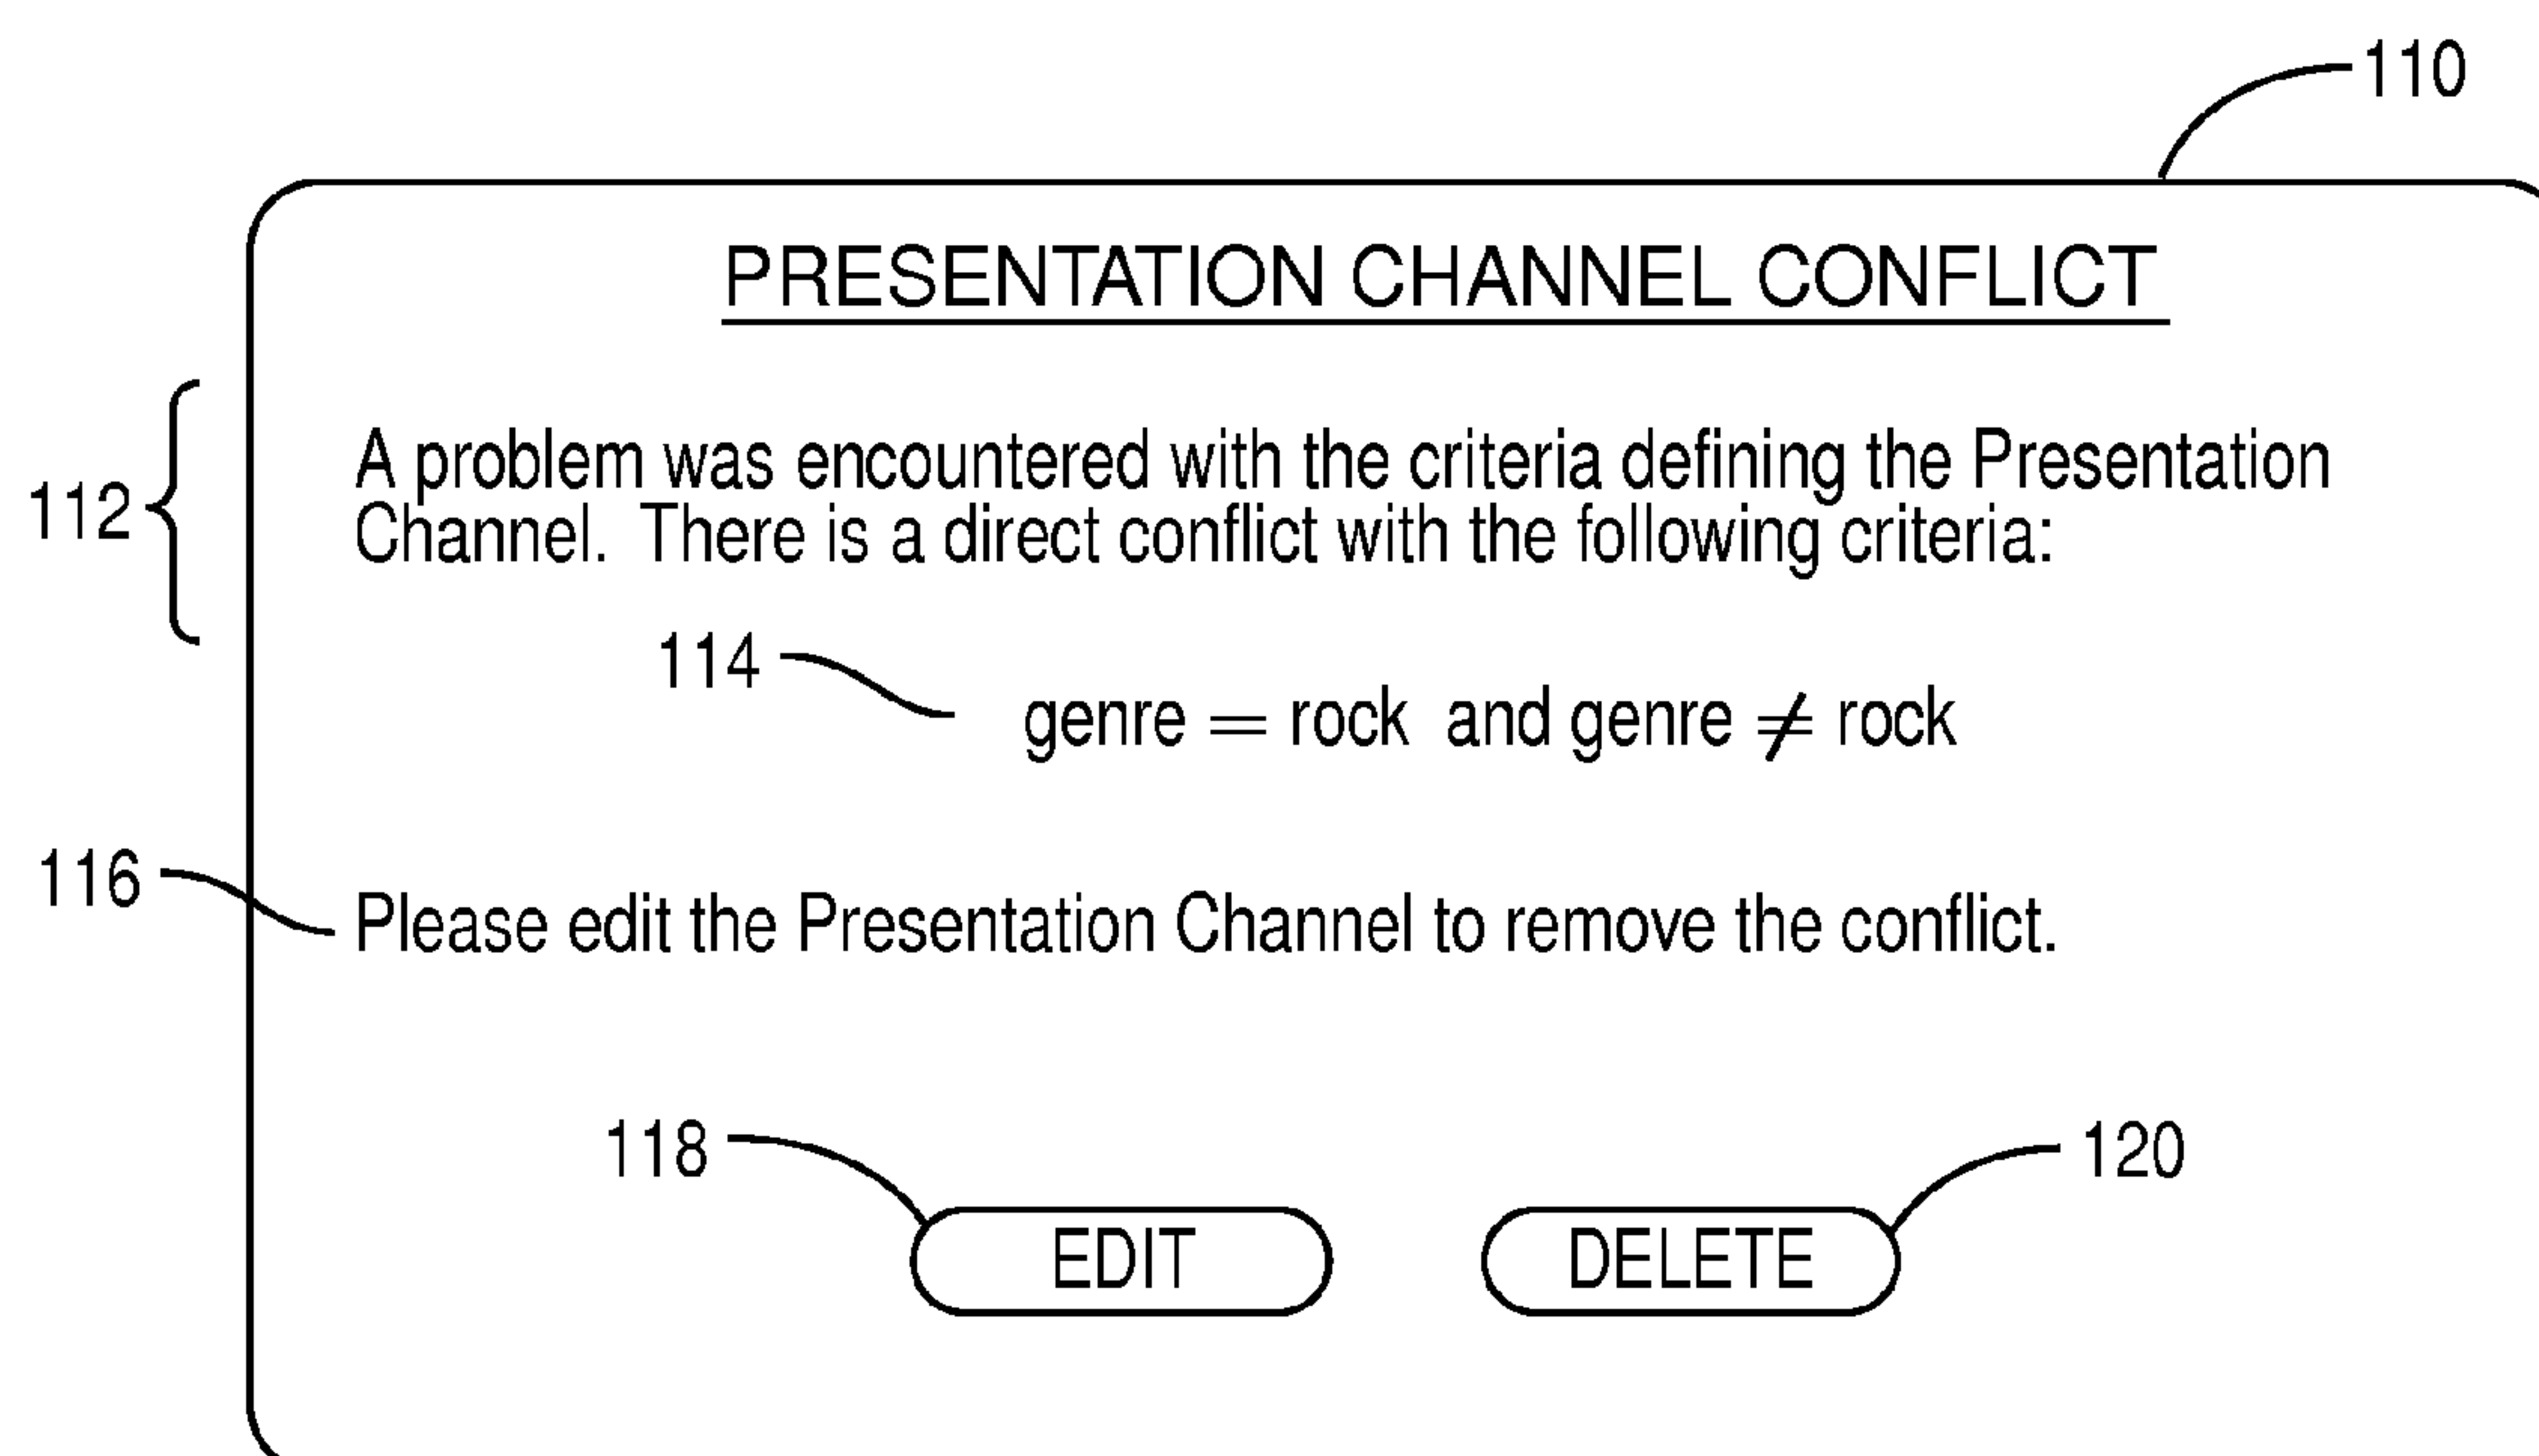 110
PRESENTATION CHANNEL CONFLICT
112
A problem was encountered with the criteria defining the Presentation
Channel. There is a direct conflict with the following criteria:
114
genre = rock and genre ≠ rock
116
Please edit the Presentation Channel to remove the conflict.
118
120
EDIT
DELETE